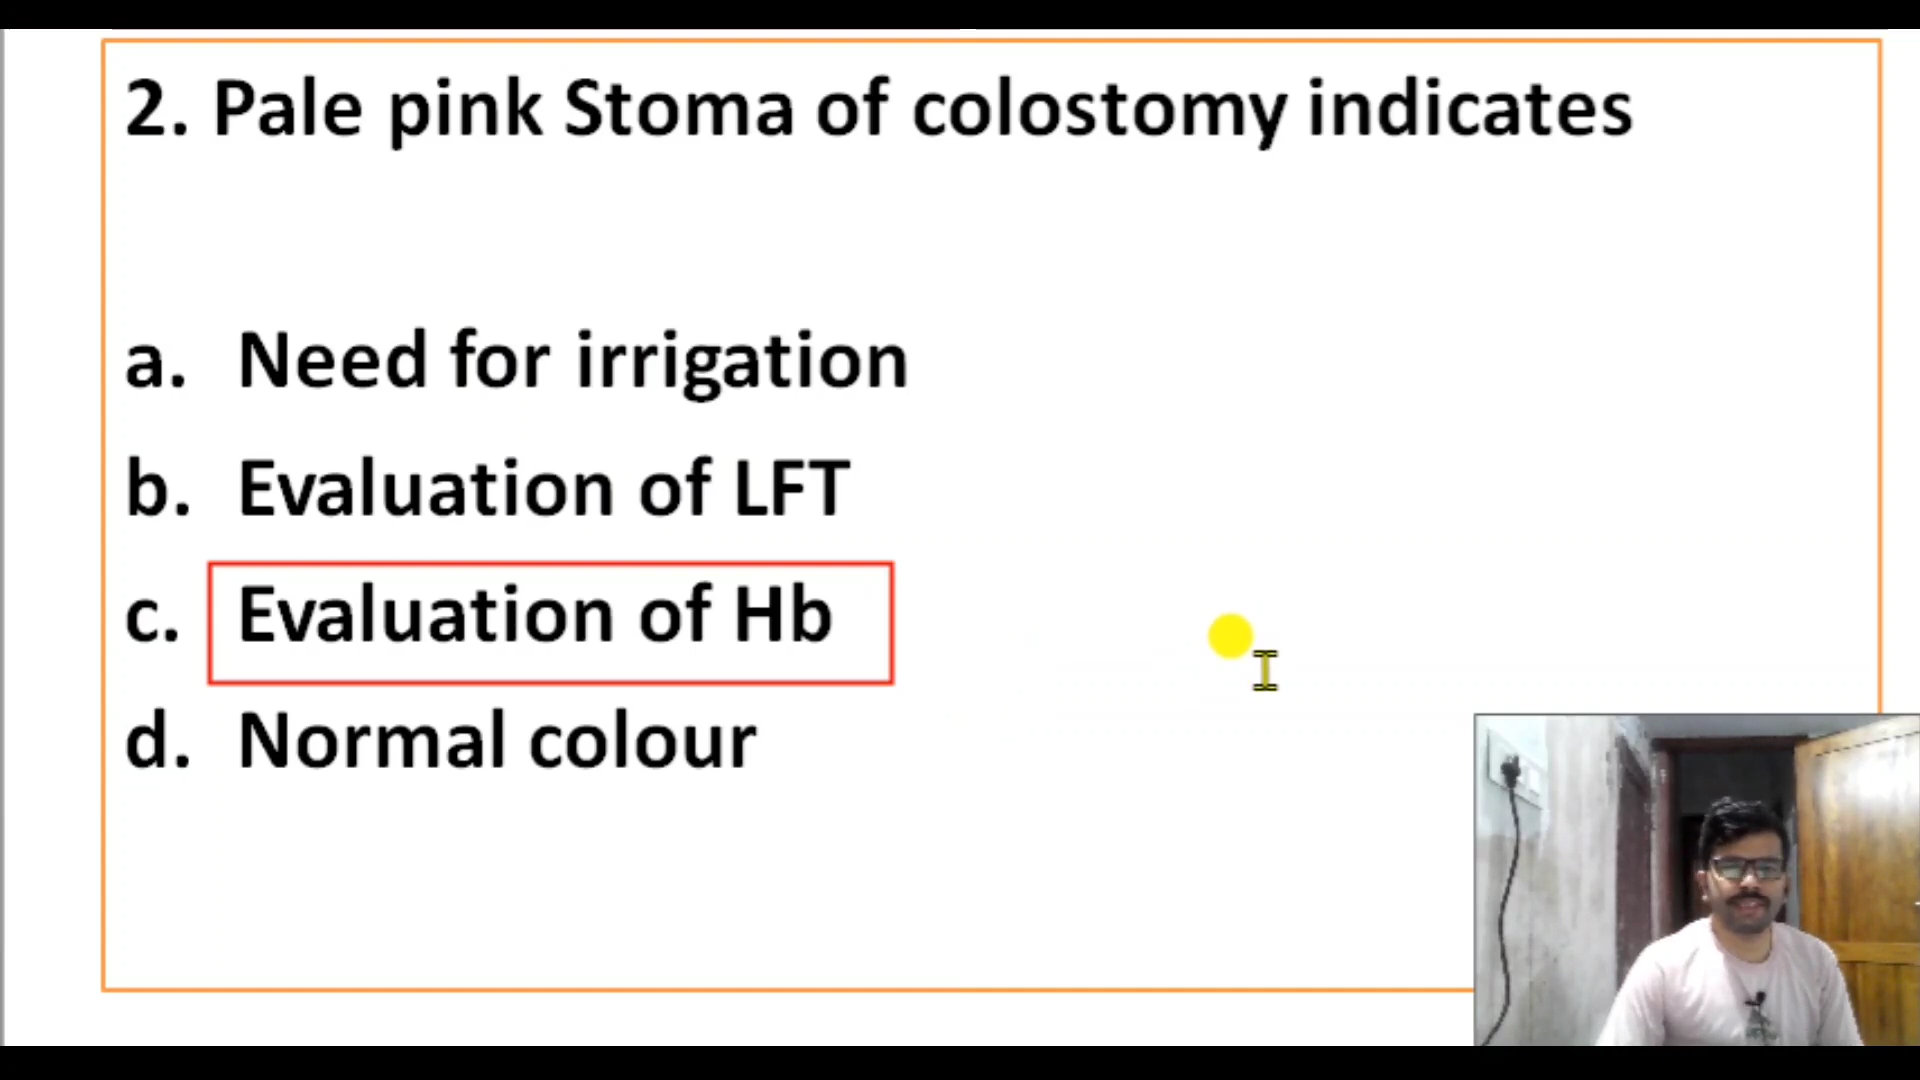 2. Pale pink Stoma of colostomy indicates
a. Need for irrigation
b. Evaluation of LFT
c. Evaluation of Hb
d. Normal colour